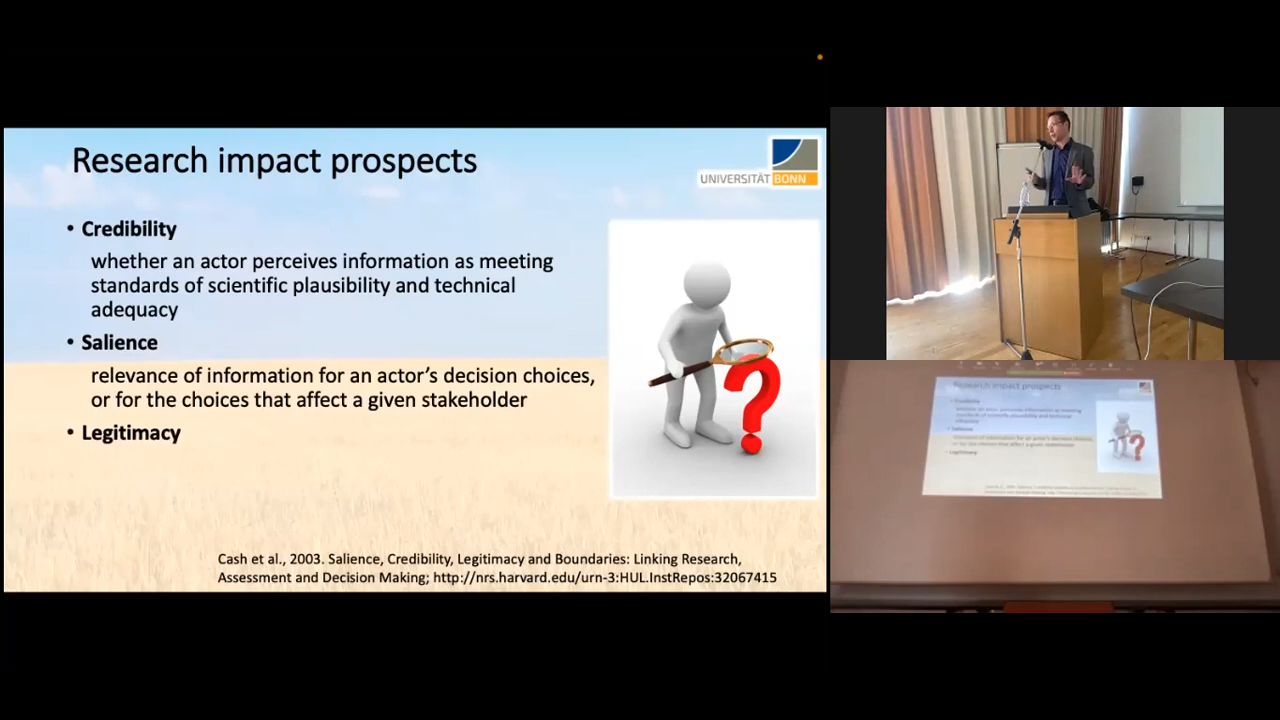 Research impact prospects
UNIVERSITÄT BONN
• Credibility
whether an actor perceives information as meeting
standards of scientific plausibility and technical
adequacy
• Salience
relevance of information for an actor's decision choices,
or for the choices that affect a given stakeholder
• Legitimacy
Cash et al., 2003. Salience, Credibility, Legitimacy and Boundaries: Linking Research,
Assessment and Decision Making; http://nrs.harvard.edu/urn-3:HUL.InstRepos:32067415
Research impact prospects